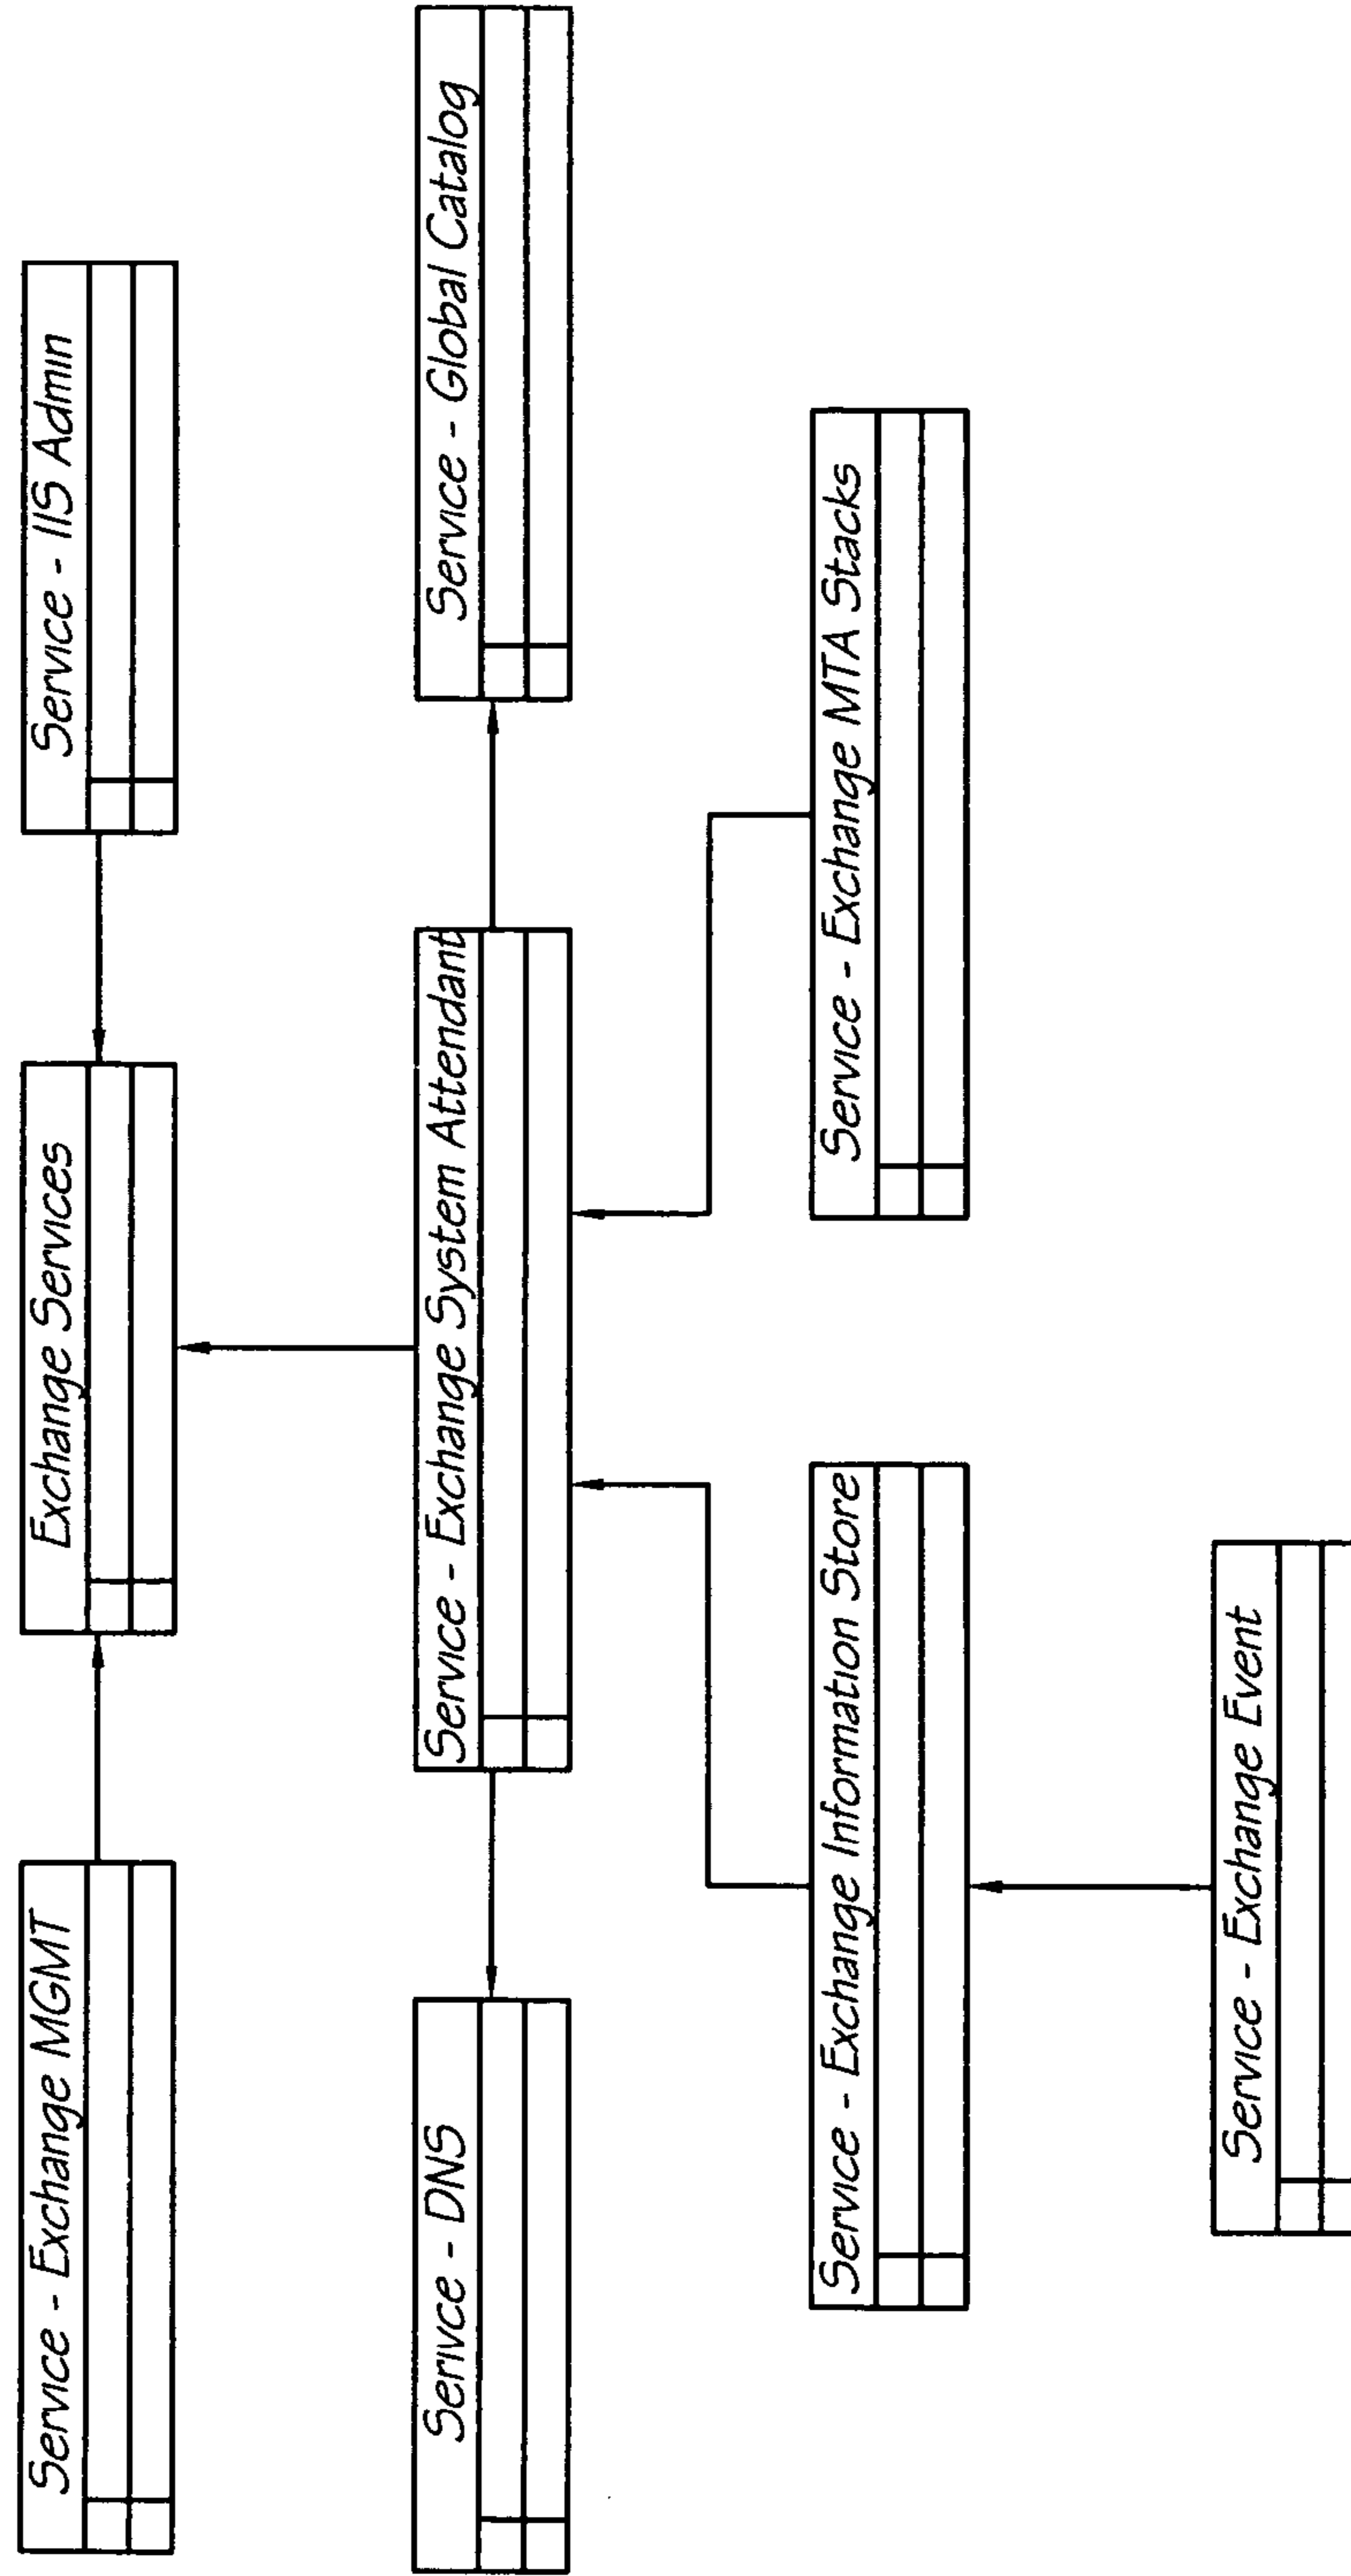 Service - Exchange MGMT
Exchange Services
Service - IIS Admin
Serivce - DNS
Service - Exchange System Attendant
Service - Global Catalog
Service - Exchange Information Store
Service - Exchange MTA Stacks
Service - Exchange Event